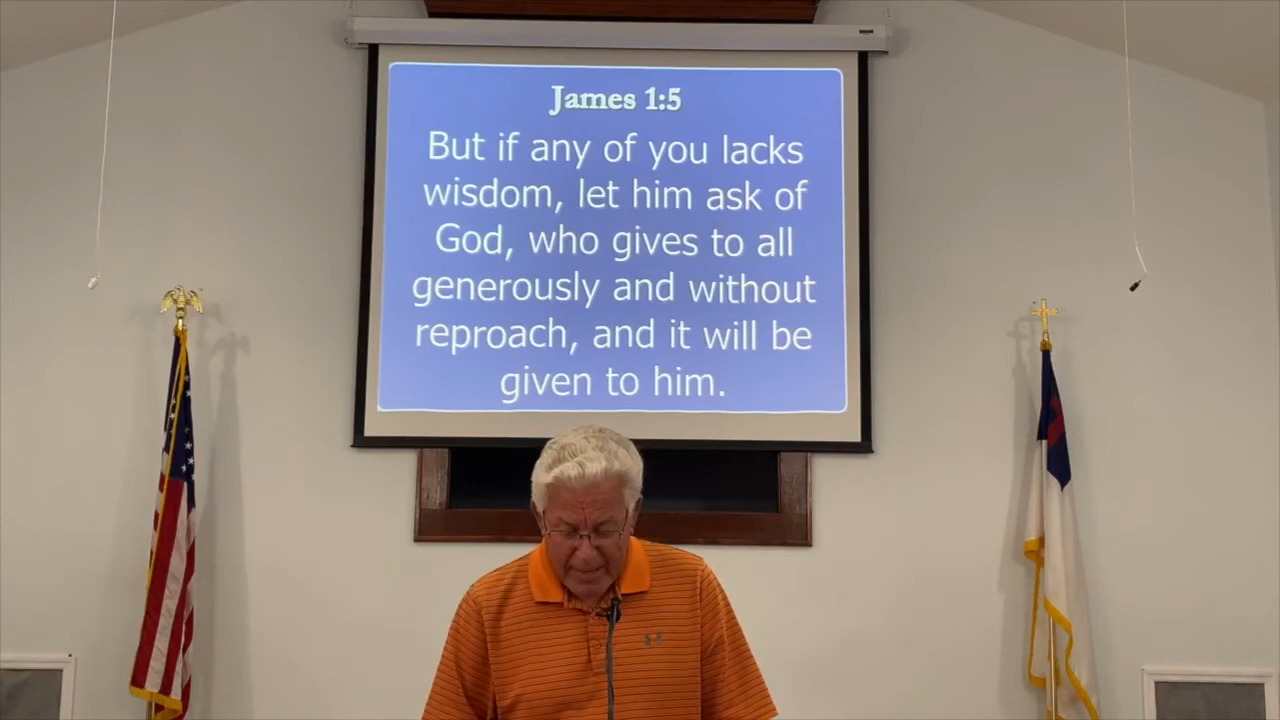 James 1:5
But if any of you lacks
wisdom, let him ask of
God, who gives to all
generously and without
reproach, and it will be
given to him.